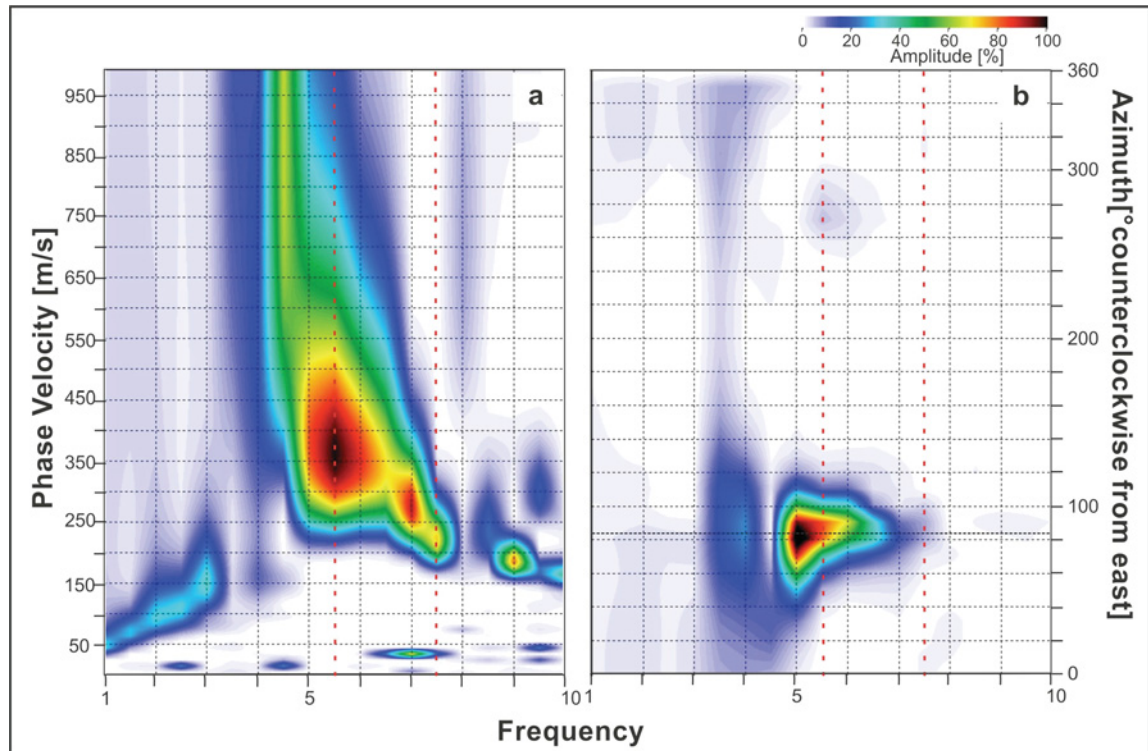 0 20 40 60 80 100
Amplitude [%]
a
b
950
850
750
650
550
450
350
250
150
50
Phase Velocity [m/s]
360
300
200
100
0
Azimuth[°counterclockwise from east]
1 5 10
1 5 10
Frequency